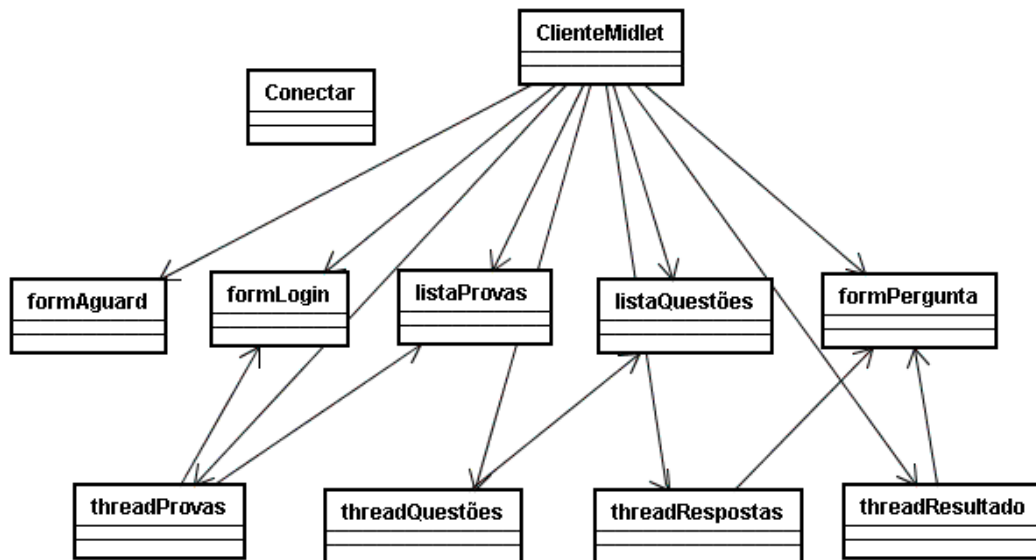 ClienteMidlet
Conectar
formAguard
formLogin
listaProvas
listaQuestões
formPergunta
threadProvas
threadQuestões
threadRespostas
threadResultado